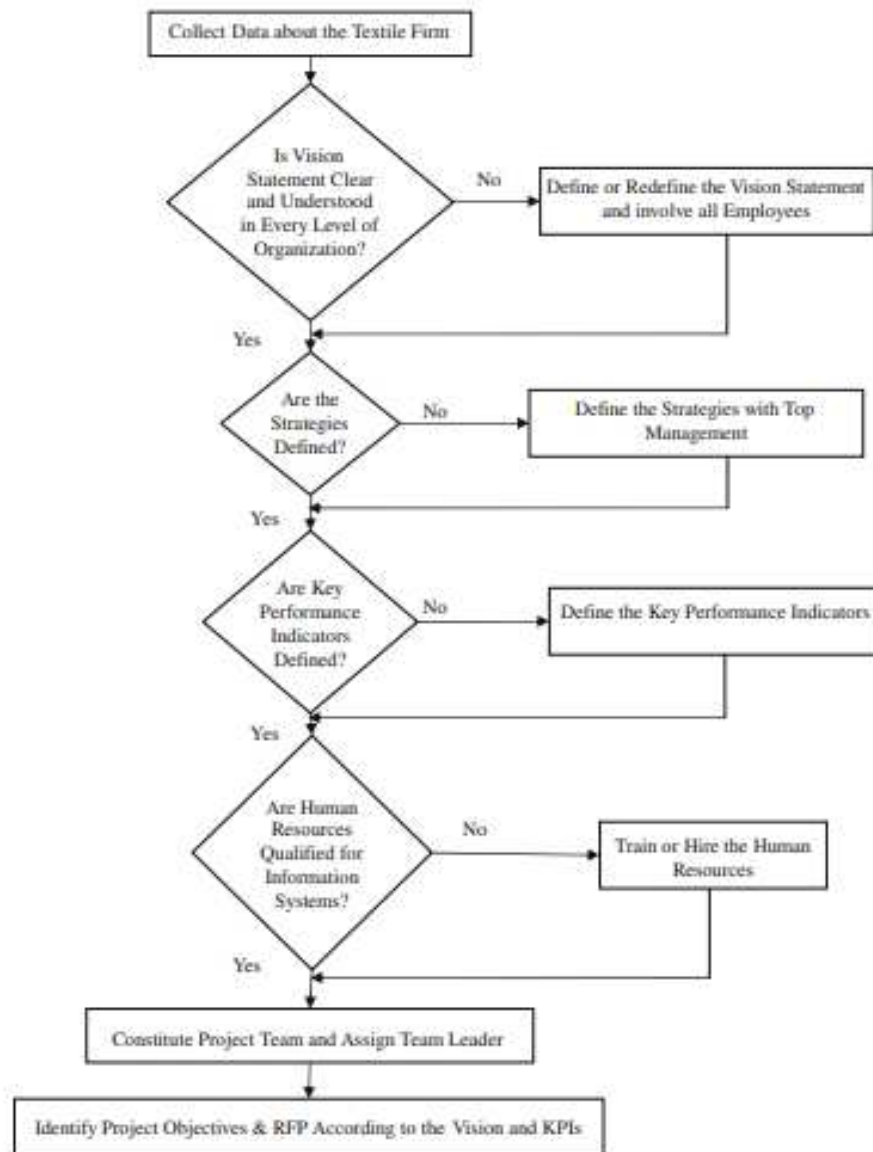 Collect Data about the Textile Firm
Is Vision
Statement Clear
and Understood
in Every Level of
Organization?
No
Define or Redefine the Vision Statement
and involve all Employees
Yes
Are the
Strategies
Defined?
No
Define the Strategies with Top
Management
Yes
Are Key
Performance
Indicators
Defined?
No
Define the Key Performance Indicators
Yes
Are Human
Resources
Qualified for
Information
Systems?
No
Train or Hire the Human
Resources
Yes
Constitute Project Team and Assign Team Leader
Identify Project Objectives & RFP According to the Vision and KPIs